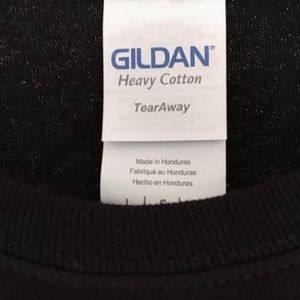 GILDAN®
Heavy Cotton
TearAway
Made in Honduras
Fabriqué au Honduras
Hecho en Honduras